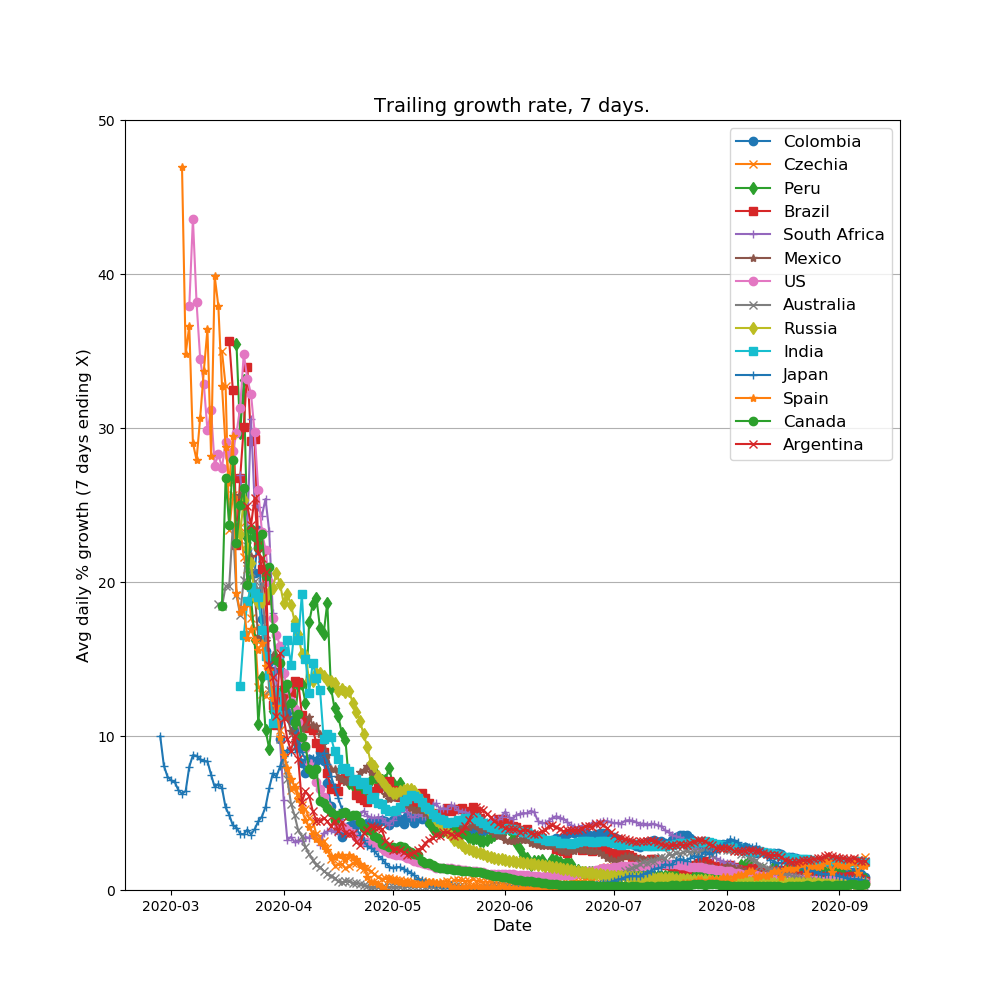 Trailing growth rate, 7 days.
Avg daily % growth (7 days ending X)
50
40
30
20
10
0
Colombia
Czechia
Peru
Brazil
South Africa
Mexico
US
Australia
Russia
India
Japan
Spain
Canada
Argentina
2020-03 2020-04 2020-05 2020-06 2020-07 2020-08 2020-09
Date